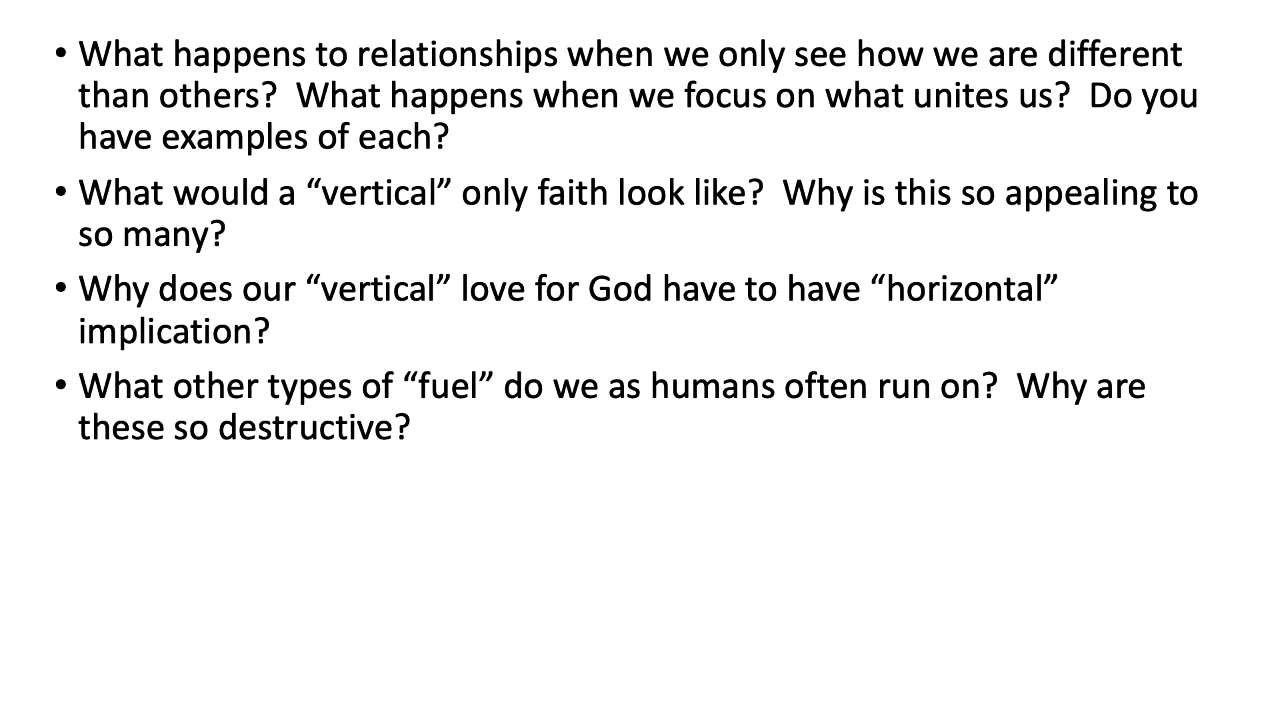 • What happens to relationships when we only see how we are different
than others?  What happens when we focus on what unites us?  Do you
have examples of each?
• What would a “vertical” only faith look like?  Why is this so appealing to
so many?
• Why does our “vertical” love for God have to have “horizontal”
implication?
• What other types of “fuel” do we as humans often run on?  Why are
these so destructive?